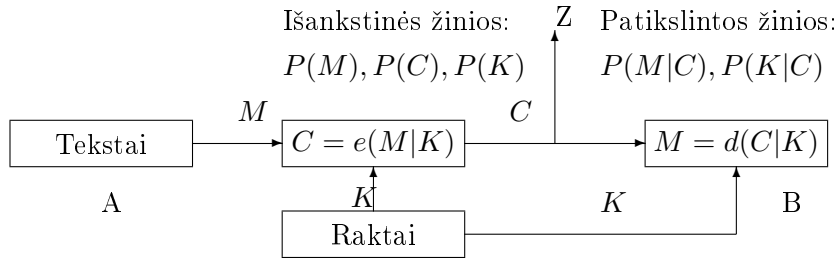 Išankstinės žinios:
Z
Patikslintos žinios:
P(M), P(C), P(K)
P(M|C), P(K|C)
M
C
Tekstai
C = e(M|K)
M = d(C|K)
A
K
K
B
Raktai